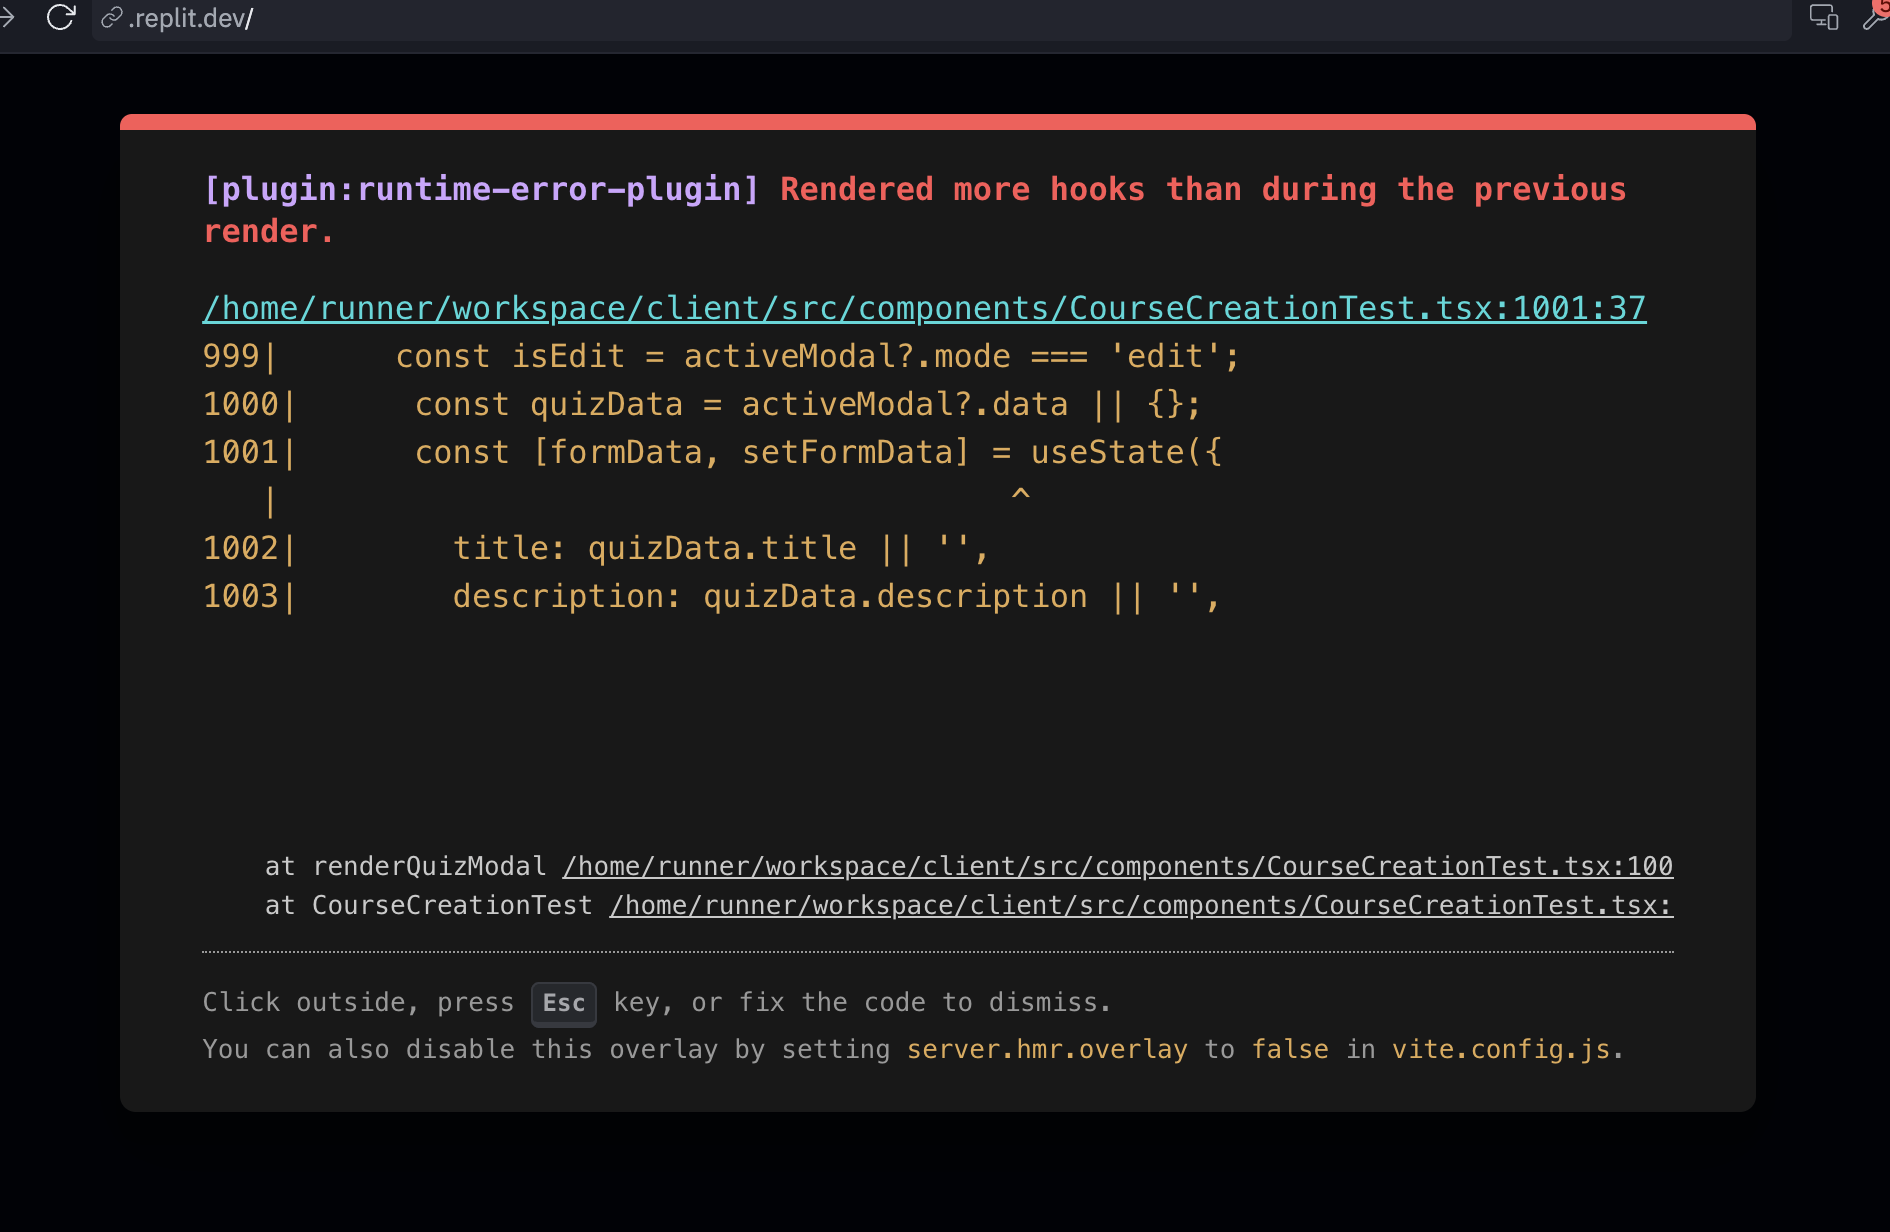 .replit.dev/
5
[plugin:runtime-error-plugin] Rendered more hooks than during the previous
render.
/home/runner/workspace/client/src/components/CourseCreationTest.tsx:1001:37
999|      const isEdit = activeModal?.mode === 'edit';
1000|      const quizData = activeModal?.data || {};
1001|      const [formData, setFormData] = useState({
   |                                      ^
1002|        title: quizData.title || '',
1003|        description: quizData.description || '',
    at renderQuizModal /home/runner/workspace/client/src/components/CourseCreationTest.tsx:100
    at CourseCreationTest /home/runner/workspace/client/src/components/CourseCreationTest.tsx:
Click outside, press Esc key, or fix the code to dismiss.
You can also disable this overlay by setting server.hmr.overlay to false in vite.config.js.